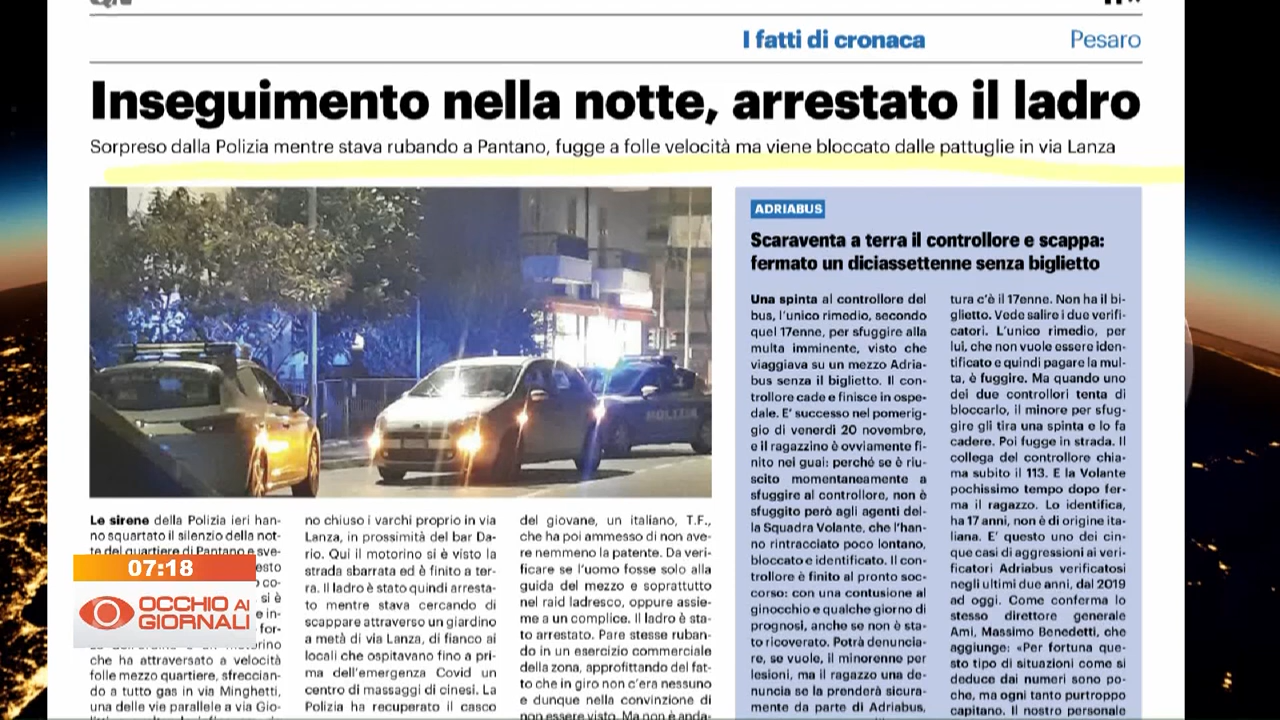 I fatti di cronaca
Pesaro
Inseguimento nella notte, arrestato il ladro
Sorpreso dalla Polizia mentre stava rubando a Pantano, fugge a folle velocità ma viene bloccato dalle pattuglie in via Lanza
POLIZIA
Le sirene della Polizia ieri han-
no squartato il silenzio della not-
te del quartiere di Pantano e sve-
esto
o co-
si è
e in-
for-
che ha attraversato a velocità
folle mezzo quartiere, sfreccian-
do a tutto gas in via Minghetti,
una delle vie parallele a via Gio-
no chiuso i varchi proprio in via
Lanza, in prossimità del bar Da-
rio. Qui il motorino si è visto la
strada sbarrata ed è finito a ter-
ra. Il ladro è stato quindi arresta-
to mentre stava cercando di
scappare attraverso un giardino
a metà di via Lanza, di fianco ai
locali che ospitavano fino a pri-
ma dell'emergenza Covid un
centro di massaggi di cinesi. La
Polizia ha recuperato il casco
del giovane, un italiano, T.F.,
che ha poi ammesso di non ave-
re nemmeno la patente. Da veri-
ficare se l'uomo fosse solo alla
guida del mezzo e soprattutto
nel raid ladresco, oppure assie-
me a un complice. Il ladro è sta-
to arrestato. Pare stesse ruban-
do in un esercizio commerciale
della zona, approfittando del fat-
to che in giro non c'era nessuno
e dunque nella convinzione di
non essere visto. Ma non è anda-
ADRIABUS
Scaraventa a terra il controllore e scappa:
fermato un diciassettenne senza biglietto
Una spinta al controllore del
bus, l'unico rimedio, secondo
quel 17enne, per sfuggire alla
multa imminente, visto che
viaggiava su un mezzo Adria-
bus senza il biglietto. Il con-
trollore cade e finisce in ospe-
dale. E' successo nel pomerig-
gio di venerdì 20 novembre,
e il ragazzino è ovviamente fi-
nito nei guai: perché se è riu-
scito momentaneamente a
sfuggire al controllore, non è
sfuggito però agli agenti del-
la Squadra Volante, che l'han-
no rintracciato poco lontano,
bloccato e identificato. Il con-
trollore è finito al pronto soc-
corso: con una contusione al
ginocchio e qualche giorno di
prognosi, anche se non è sta-
to ricoverato. Potrà denuncia-
re, se vuole, il minorenne per
lesioni, ma il ragazzo una de-
nuncia se la prenderà sicura-
mente da parte di Adriabus,
tura c'è il 17enne. Non ha il bi-
glietto. Vede salire i due verifi-
catori. L'unico rimedio, per
lui, che non vuole essere iden-
tificato e quindi pagare la mul-
ta, è fuggire. Ma quando uno
dei due controllori tenta di
bloccarlo, il minore per sfug-
gire gli tira una spinta e lo fa
cadere. Poi fugge in strada. Il
collega del controllore chia-
ma subito il 113. E la Volante
pochissimo tempo dopo fer-
ma il ragazzo. Lo identifica,
ha 17 anni, non è di origine ita-
liana. E' questo uno dei cin-
que casi di aggressioni ai veri-
ficatori Adriabus verificatosi
negli ultimi due anni, dal 2019
ad oggi. Come conferma lo
stesso direttore generale
Ami, Massimo Benedetti, che
aggiunge: «Per fortuna que-
sto tipo di situazioni come si
deduce dai numeri sono po-
che, ma ogni tanto purtroppo
capitano. Il nostro personale
07:18
OCCHIO AI
GIORNALI